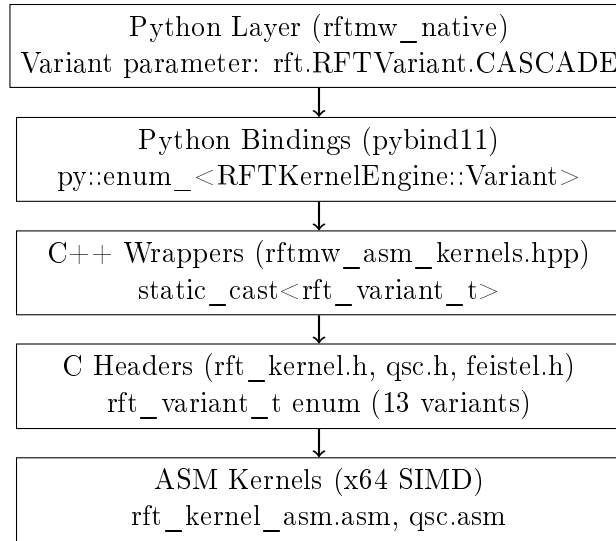 Python Layer (rftmw_native)
Variant parameter: rft.RFTVariant.CASCADE
Python Bindings (pybind11)
py::enum_<RFTKernelEngine::Variant>
C++ Wrappers (rftmw_asm_kernels.hpp)
static_cast<rft_variant_t>
C Headers (rft_kernel.h, qsc.h, feistel.h)
rft_variant_t enum (13 variants)
ASM Kernels (x64 SIMD)
rft_kernel_asm.asm, qsc.asm